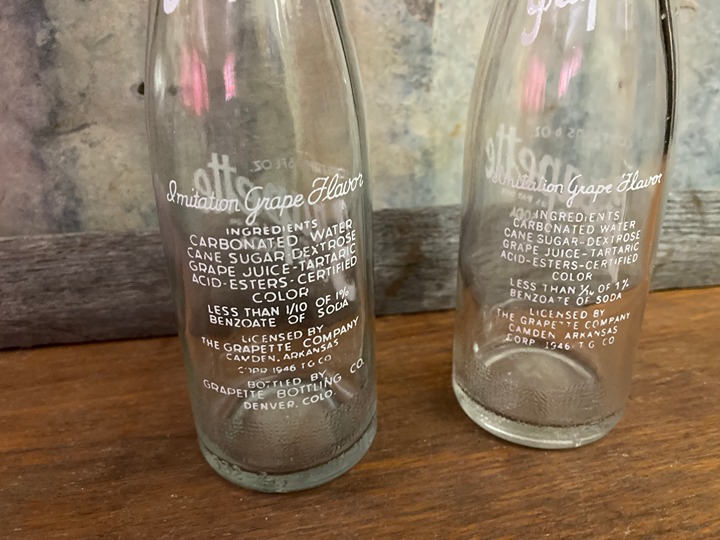 Imitation Grape Flavor
INGREDIENTS
CARBONATED WATER
CANE SUGAR-DEXTROSE
GRAPE JUICE-TARTARIC
ACID-ESTERS-CERTIFIED
COLOR
LESS THAN 1/10 OF 1%
BENZOATE OF SODA
LICENSED BY
THE GRAPETTE COMPANY
CAMDEN, ARKANSAS
COPR 1946 T G CO
BOTTLED BY
GRAPETTE BOTTLING CO.
DENVER, COLO.
Imitation Grape Flavor
INGREDIENTS
CARBONATED WATER
CANE SUGAR-DEXTROSE
GRAPE JUICE-TARTARIC
ACID-ESTERS-CERTIFIED
COLOR
LESS THAN 1/10 OF 1%
BENZOATE OF SODA
LICENSED BY
THE GRAPETTE COMPANY
CAMDEN, ARKANSAS
COPR 1946 T G CO